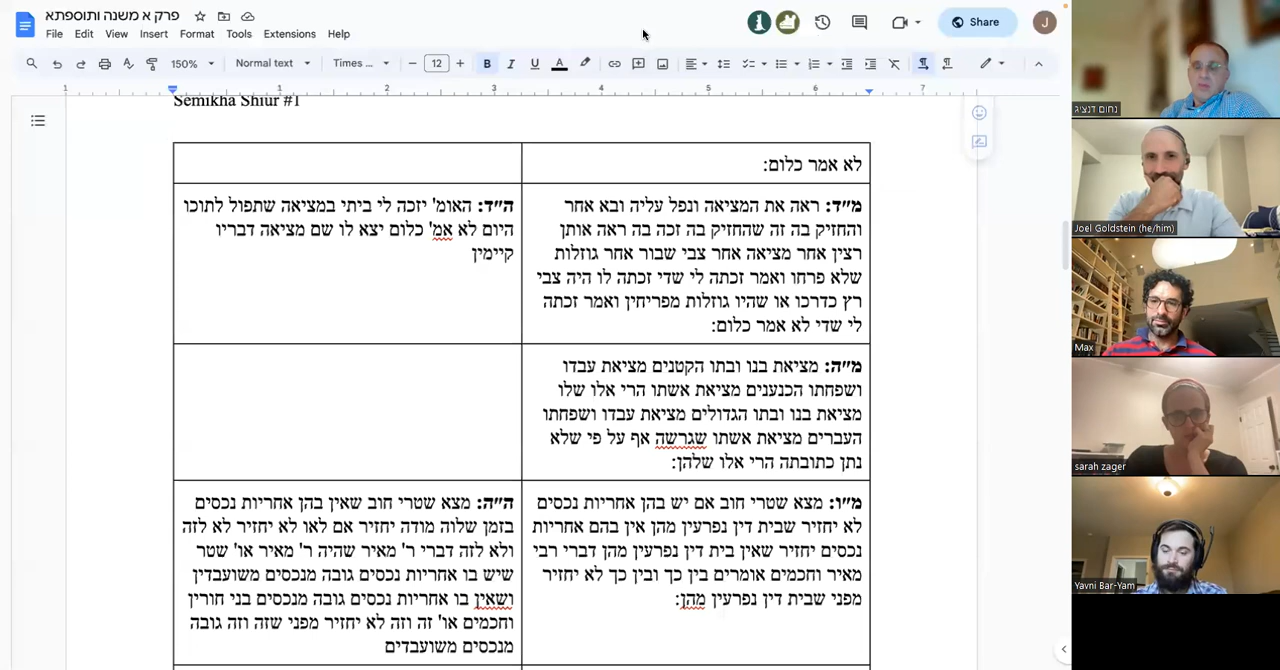 פרק א משנה ותוספתא
File Edit View Insert Format Tools Extensions Help
Share
J
150% Normal text Times ... 12 B I U A
1 1 2 3 4 5 6 7
Semikha Shiur #1
לא אמר כלום:
מ״ד: ראה את המציאה ונפל עליה ובא אחר
והחזיק בה זה שהחזיק בה זכה בה ראה אותן
רצין אחר מציאה אחר צבי שבור אחר גוזלות
שלא פרחו ואמר זכתה לי שדי זכתה לו היה צבי
רץ כדרכו או שהיו גוזלות מפריחין ואמר זכתה
לי שדי לא אמר כלום:
ה״ד: האומ' יזכה לי ביתי במציאה שתפול לתוכו
היום לא אמ' כלום יצא לו שם מציאה דבריו
קיימין
מ״ה: מציאת בנו ובתו הקטנים מציאת עבדו
ושפחתו הכנענים מציאת אשתו הרי אלו שלו
מציאת בנו ובתו הגדולים מציאת עבדו ושפחתו
העברים מציאת אשתו שגרשה אף על פי שלא
נתן כתובתה הרי אלו שלהן:
מ״ו: מצא שטרי חוב אם יש בהן אחריות נכסים
לא יחזיר שבית דין נפרעין מהן אין בהם אחריות
נכסים יחזיר שאין בית דין נפרעין מהן דברי רבי
מאיר וחכמים אומרים בין כך ובין כך לא יחזיר
מפני שבית דין נפרעין מהן:
ה״ה: מצא שטרי חוב שאין בהן אחריות נכסים
בזמן שלוה מודה יחזיר אם לאו לא יחזיר לא לזה
ולא לזה דברי ר' מאיר שהיה ר' מאיר או' שטר
שיש בו אחריות נכסים גובה מנכסים משועבדין
ושאין בו אחריות נכסים גובה מנכסים בני חורין
וחכמים או' זה וזה לא יחזיר מפני שזה וזה גובה
מנכסים משועבדים
נחום דנציג
Joel Goldstein (he/him)
Max
sarah zager
Yavni Bar-Yam